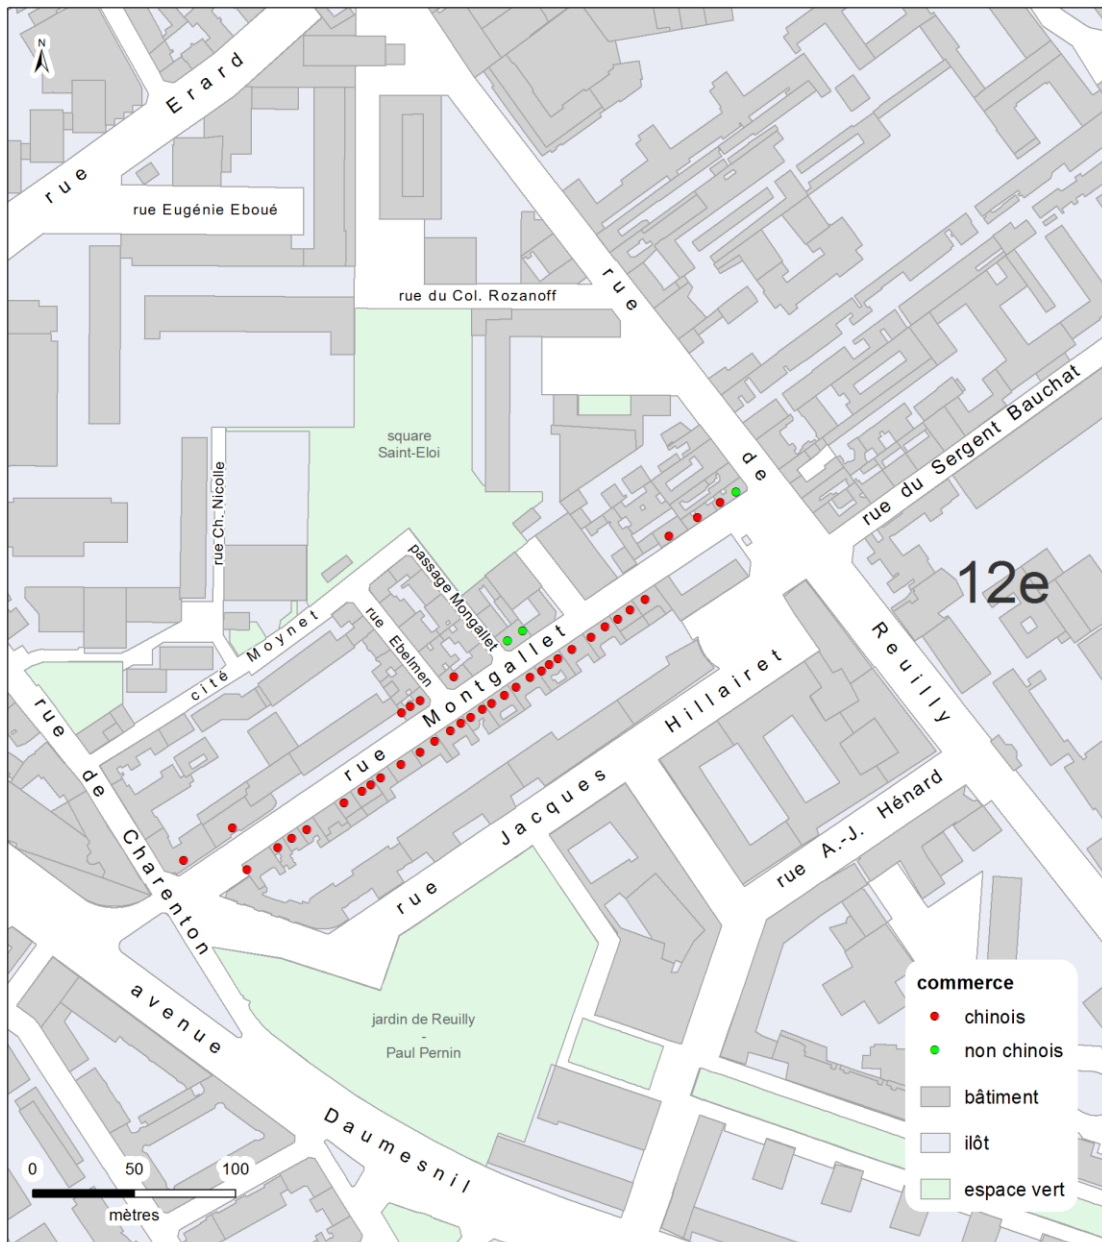 N
rue Erard
rue Eugénie Eboué
rue du Col. Rozanoff
rue de Reuilly
square
Saint-Eloi
rue du Sergent Bauchat
rue Ch. Nicolle
passage Mongallet
12e
rue Ebelmen
cité Moynet
rue Montgallet
rue Jacques Hillairet
rue de Charenton
rue A.-J. Hénard
avenue Daumesnil
jardin de Reuilly
-
Paul Pernin
commerce
chinois
non chinois
bâtiment
ilôt
espace vert
0 50 100
mètres